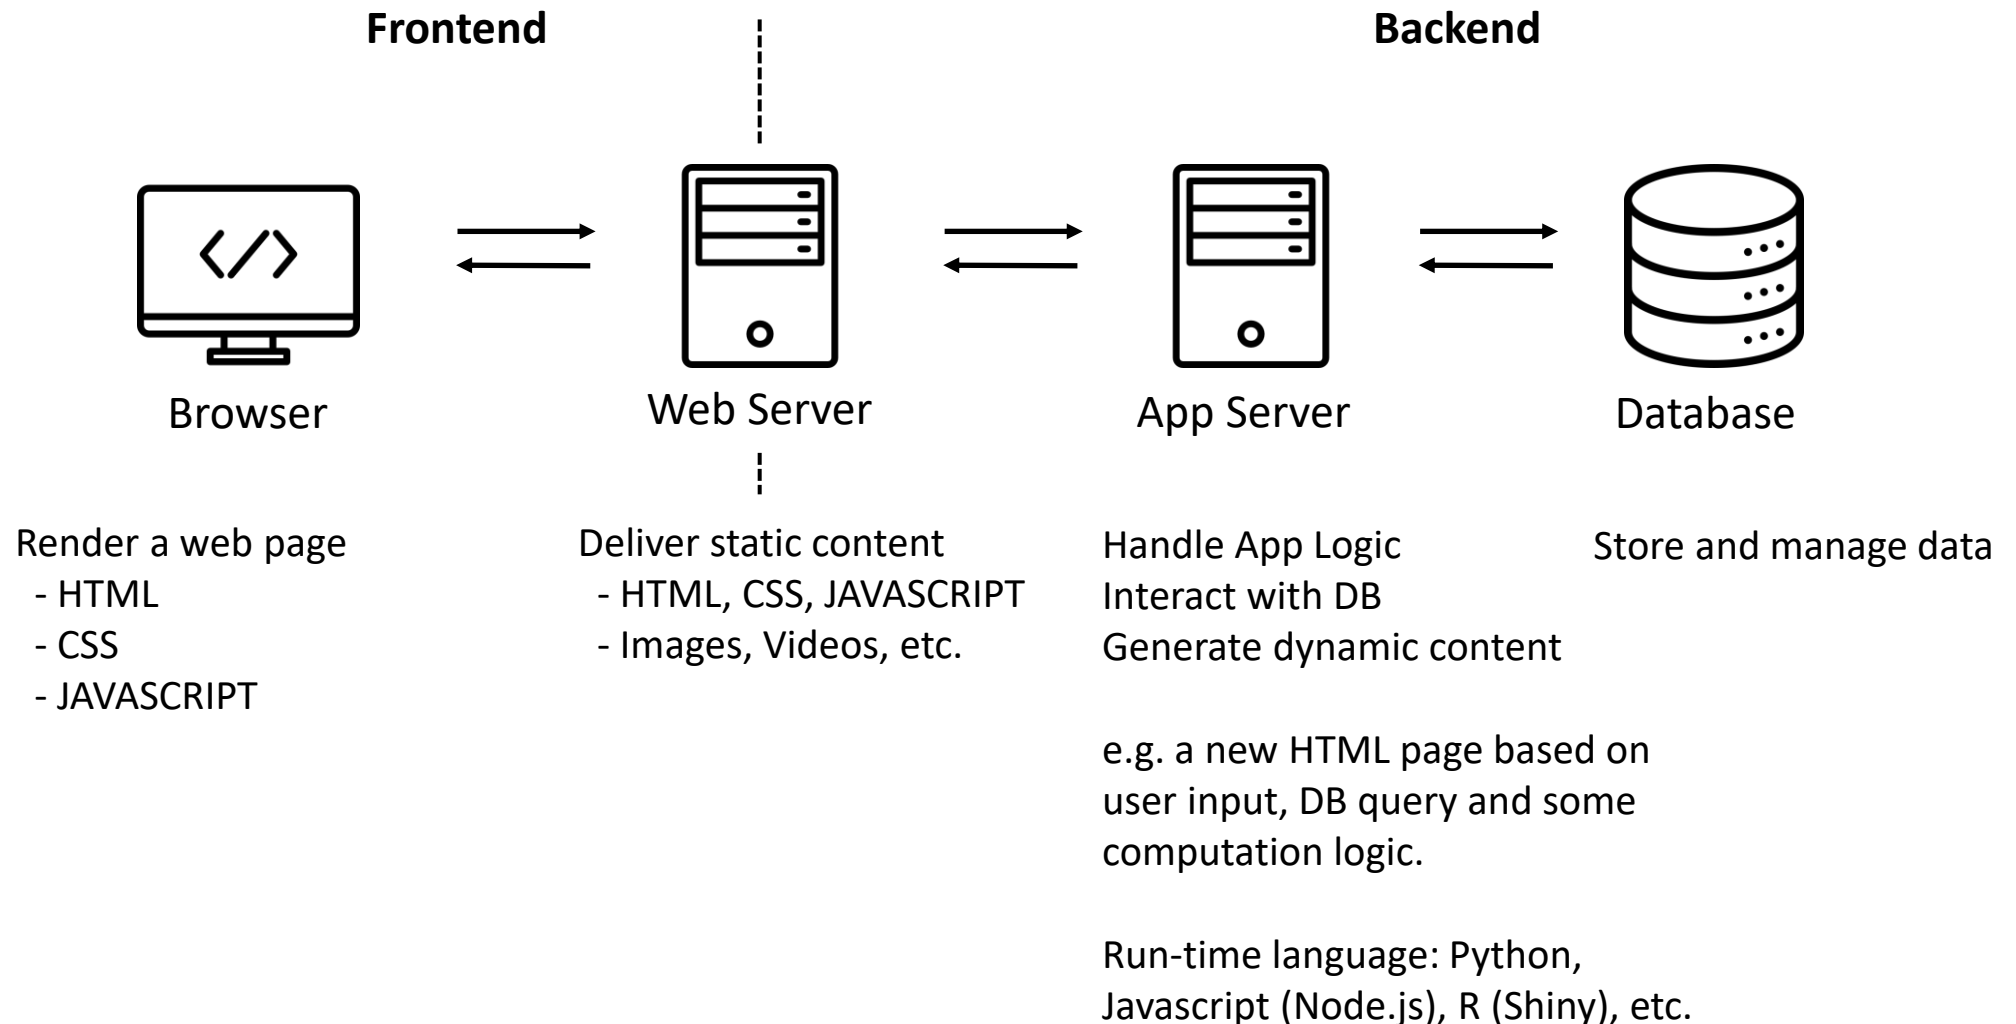 Frontend
Backend
Browser
Web Server
App Server
Database
Render a web page
- HTML
- CSS
- JAVASCRIPT
Deliver static content
- HTML, CSS, JAVASCRIPT
- Images, Videos, etc.
Handle App Logic
Interact with DB
Generate dynamic content
e.g. a new HTML page based on
user input, DB query and some
computation logic.
Run-time language: Python,
Javascript (Node.js), R (Shiny), etc.
Store and manage data